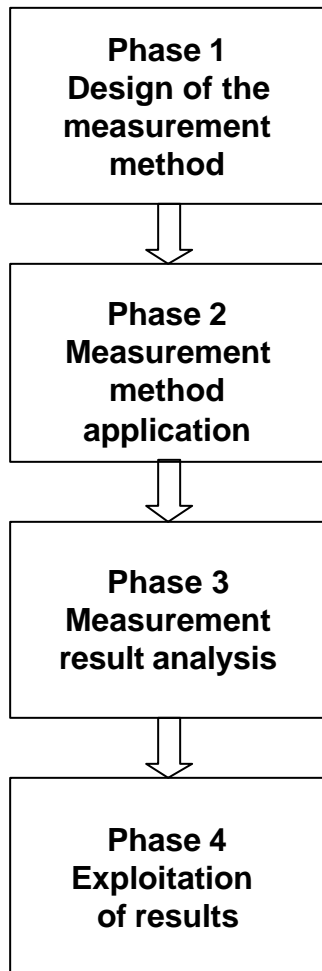 Phase 1
Design of the
measurement
method
Phase 2
Measurement
method
application
Phase 3
Measurement
result analysis
Phase 4
Exploitation
of results